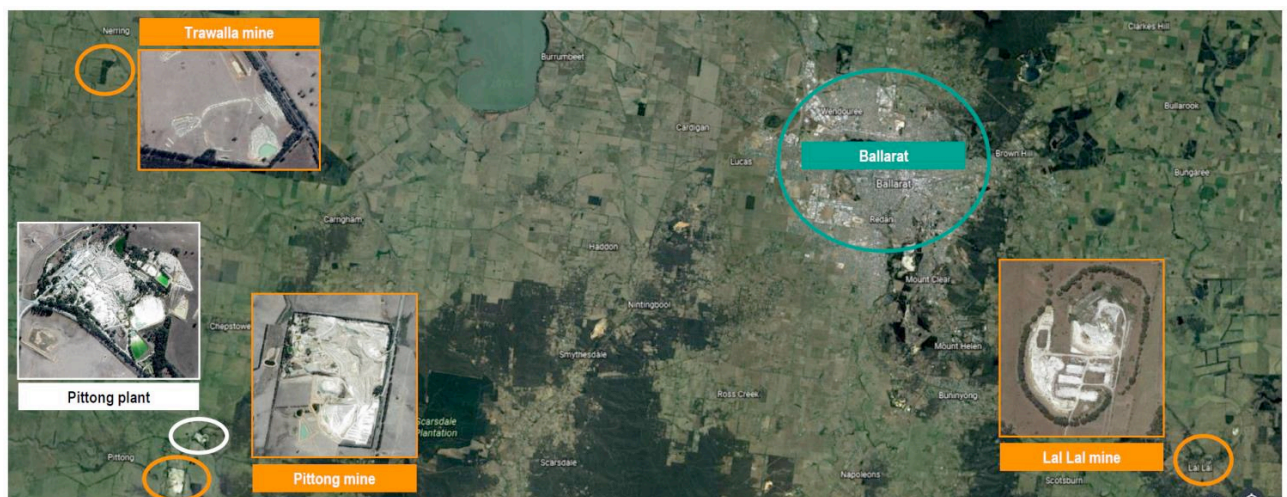 Nerring
Trawalla mine
Burrumbeet
Clarkes Hill
Wendouree
Bullarook
Cardigan
Lucas
Ballarat
Brown Hill
Bungaree
Ballarat
Carngham
Redan
Haddon
Mount Clear
Nintingbool
Chepstowe
Smythesdale
Mount Helen
Pittong plant
Ross Creek
Buninyong
Scarsdale
Plantation
Pittong
Pittong mine
Scarsdale
Napoleons
Lal Lal mine
Scotsburn
Lal Lal